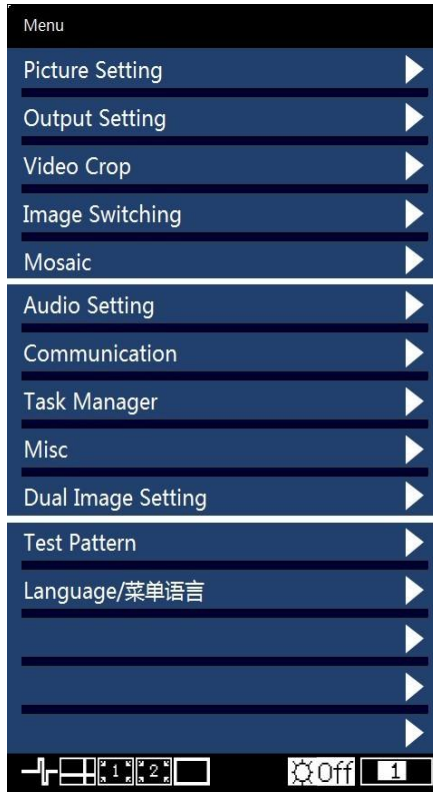 Menu
Picture Setting
Output Setting
Video Crop
Image Switching
Mosaic
Audio Setting
Communication
Task Manager
Misc
Dual Image Setting
Test Pattern
Language/菜单语言
1 2 Off 1